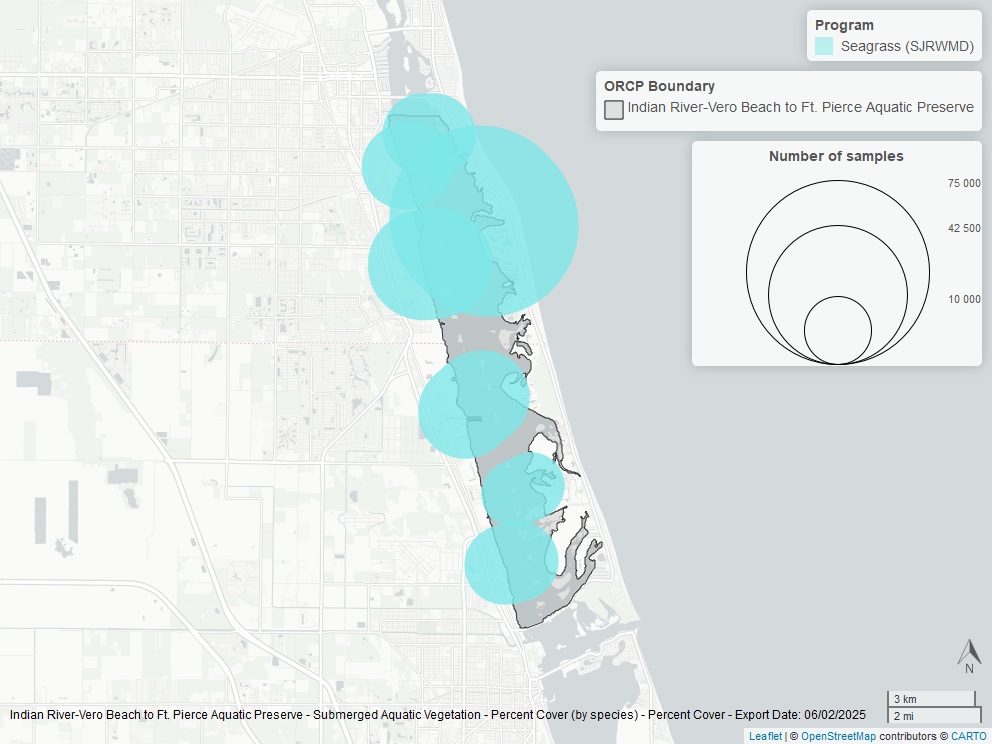 Program
Seagrass (SJRWMD)
ORCP Boundary
Indian River-Vero Beach to Ft. Pierce Aquatic Preserve
Number of samples
75 000
42 500
10 000
N
3 km
2 mi
Indian River-Vero Beach to Ft. Pierce Aquatic Preserve - Submerged Aquatic Vegetation - Percent Cover (by species) - Percent Cover - Export Date: 06/02/2025
Leaflet | © OpenStreetMap contributors © CARTO